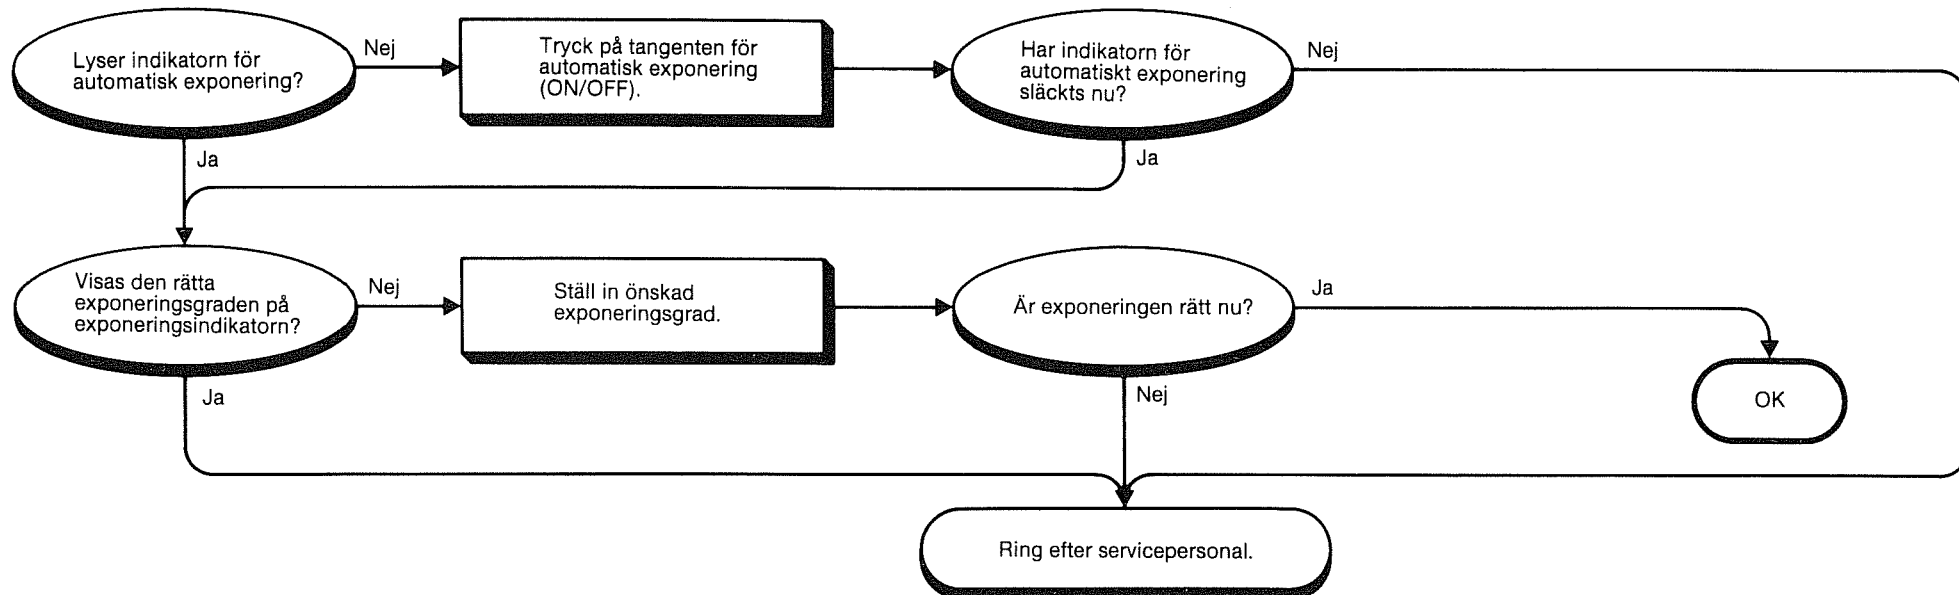 Lyser indikatorn för
automatisk exponering?
Nej
Tryck på tangenten för
automatisk exponering
(ON/OFF).
Har indikatorn för
automatiskt exponering
släckts nu?
Nej
Ja
Ja
Visas den rätta
exponeringsgraden på
exponeringsindikatorn?
Nej
Ställ in önskad
exponeringsgrad.
Är exponeringen rätt nu?
Ja
Ja
Nej
OK
Ring efter servicepersonal.